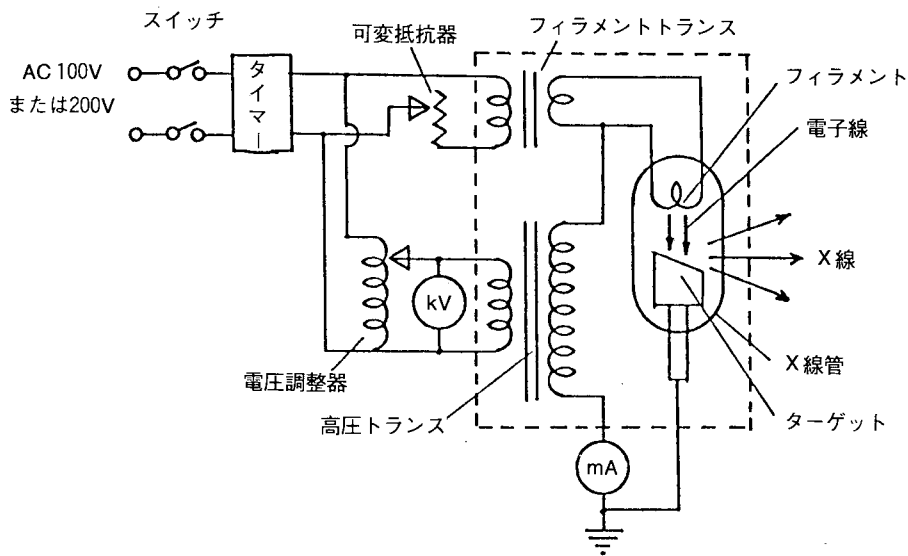 スイッチ
AC 100V
または200V
タイマー
可変抵抗器
フィラメントトランス
フィラメント
電子線
X線
kV
電圧調整器
高圧トランス
X線管
ターゲット
mA